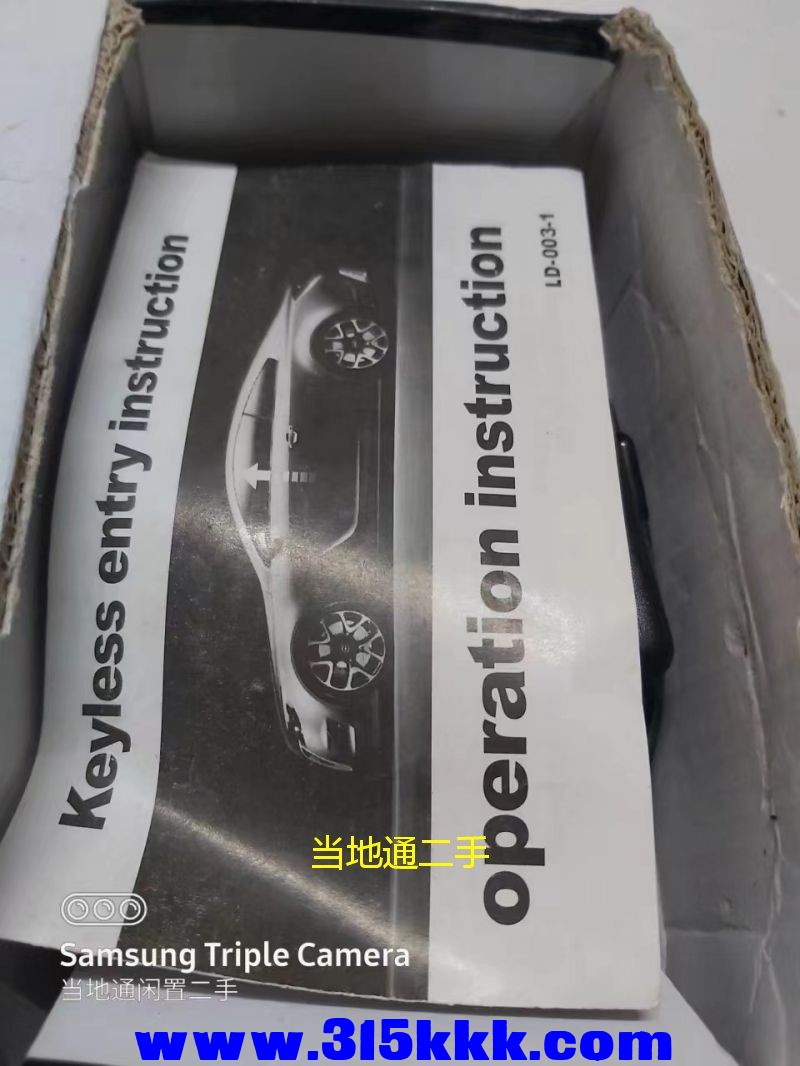 Keyless entry instruction
operation instruction
LD-003-1
当地通二手
Samsung Triple Camera
当地通闲置二手
www.315kkk.com